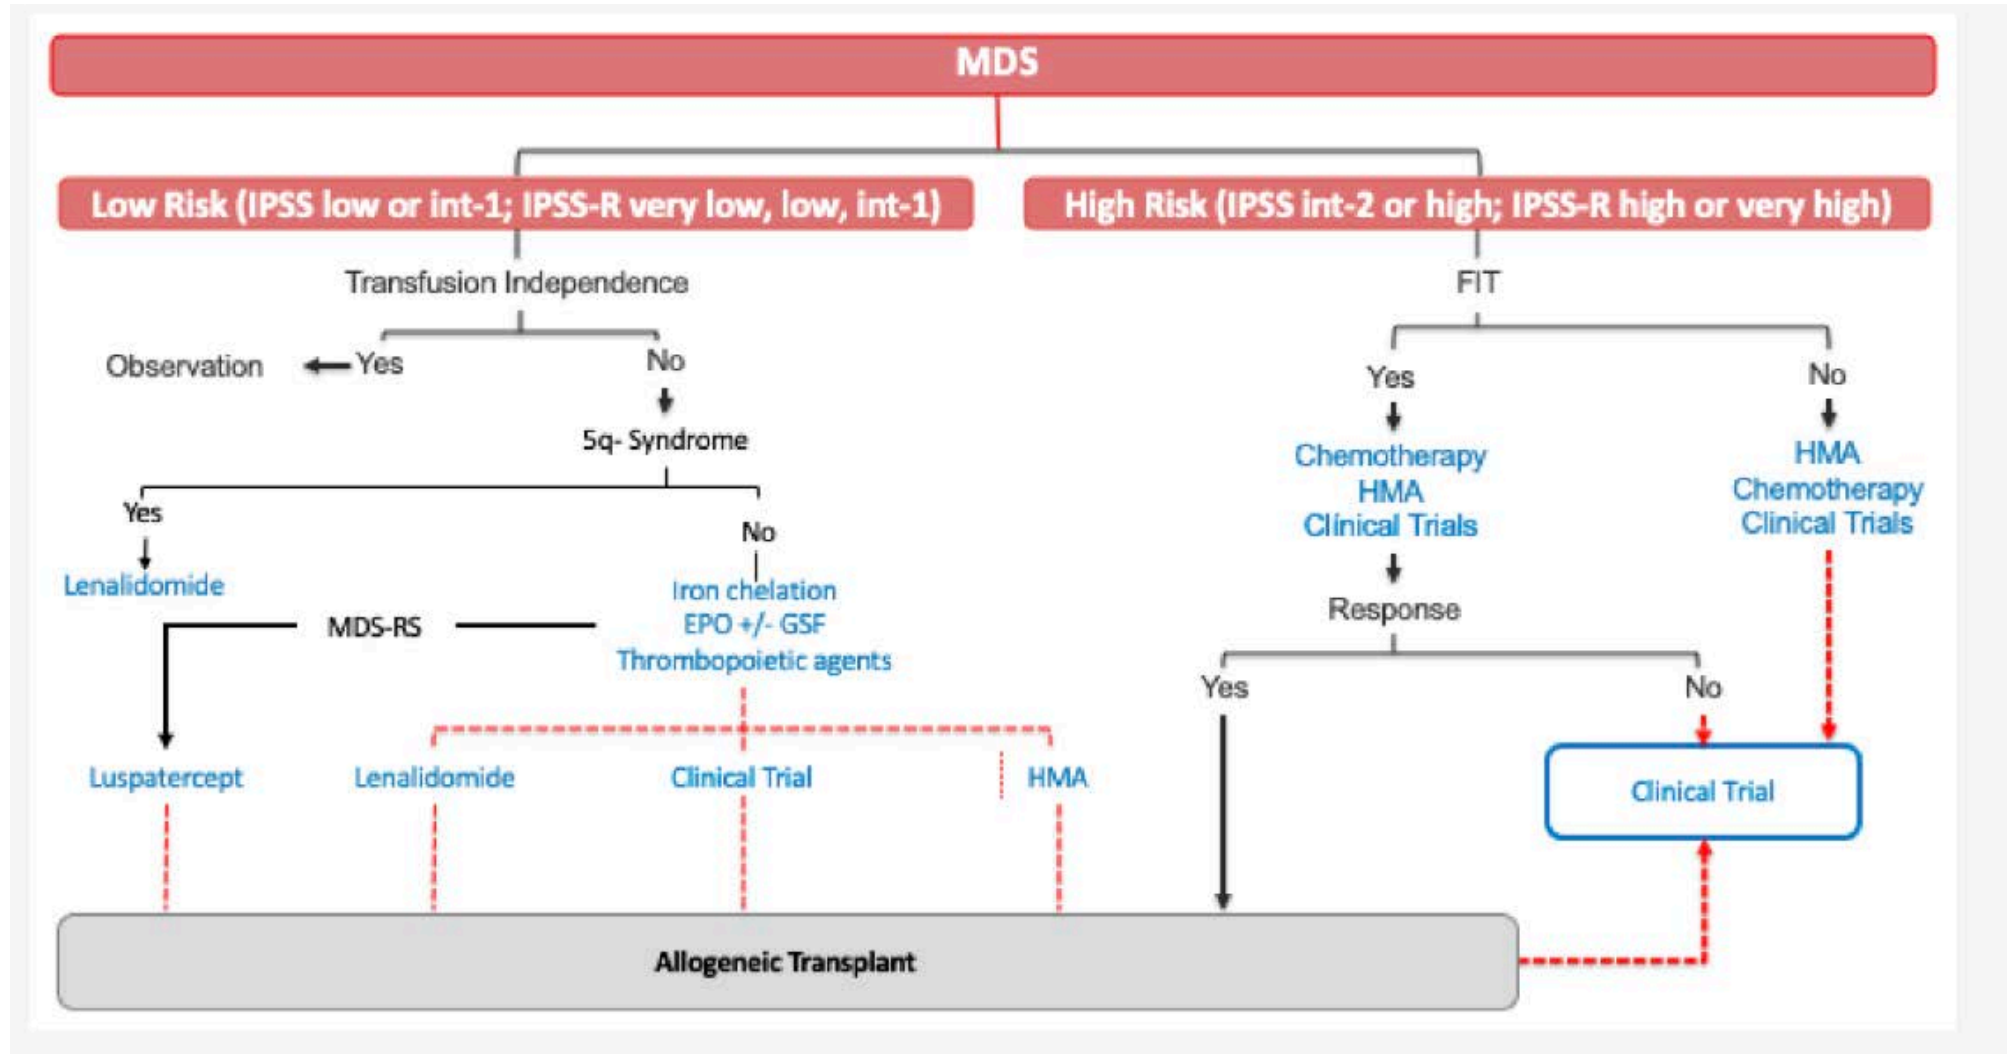 MDS
Low Risk (IPSS low or int-1; IPSS-R very low, low, int-1)
High Risk (IPSS int-2 or high; IPSS-R high or very high)
Transfusion Independence
Observation
Yes
No
5q- Syndrome
Yes
No
Lenalidomide
Iron chelation
EPO +/- GSF
Thrombopoietic agents
MDS-RS
Luspatercept
Lenalidomide
Clinical Trial
HMA
FIT
Yes
No
Chemotherapy
HMA
Clinical Trials
HMA
Chemotherapy
Clinical Trials
Response
Yes
No
Clinical Trial
Allogeneic Transplant